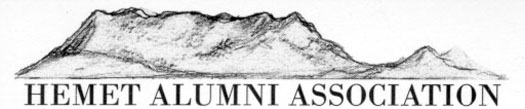 HEMET ALUMNI ASSOCIATION